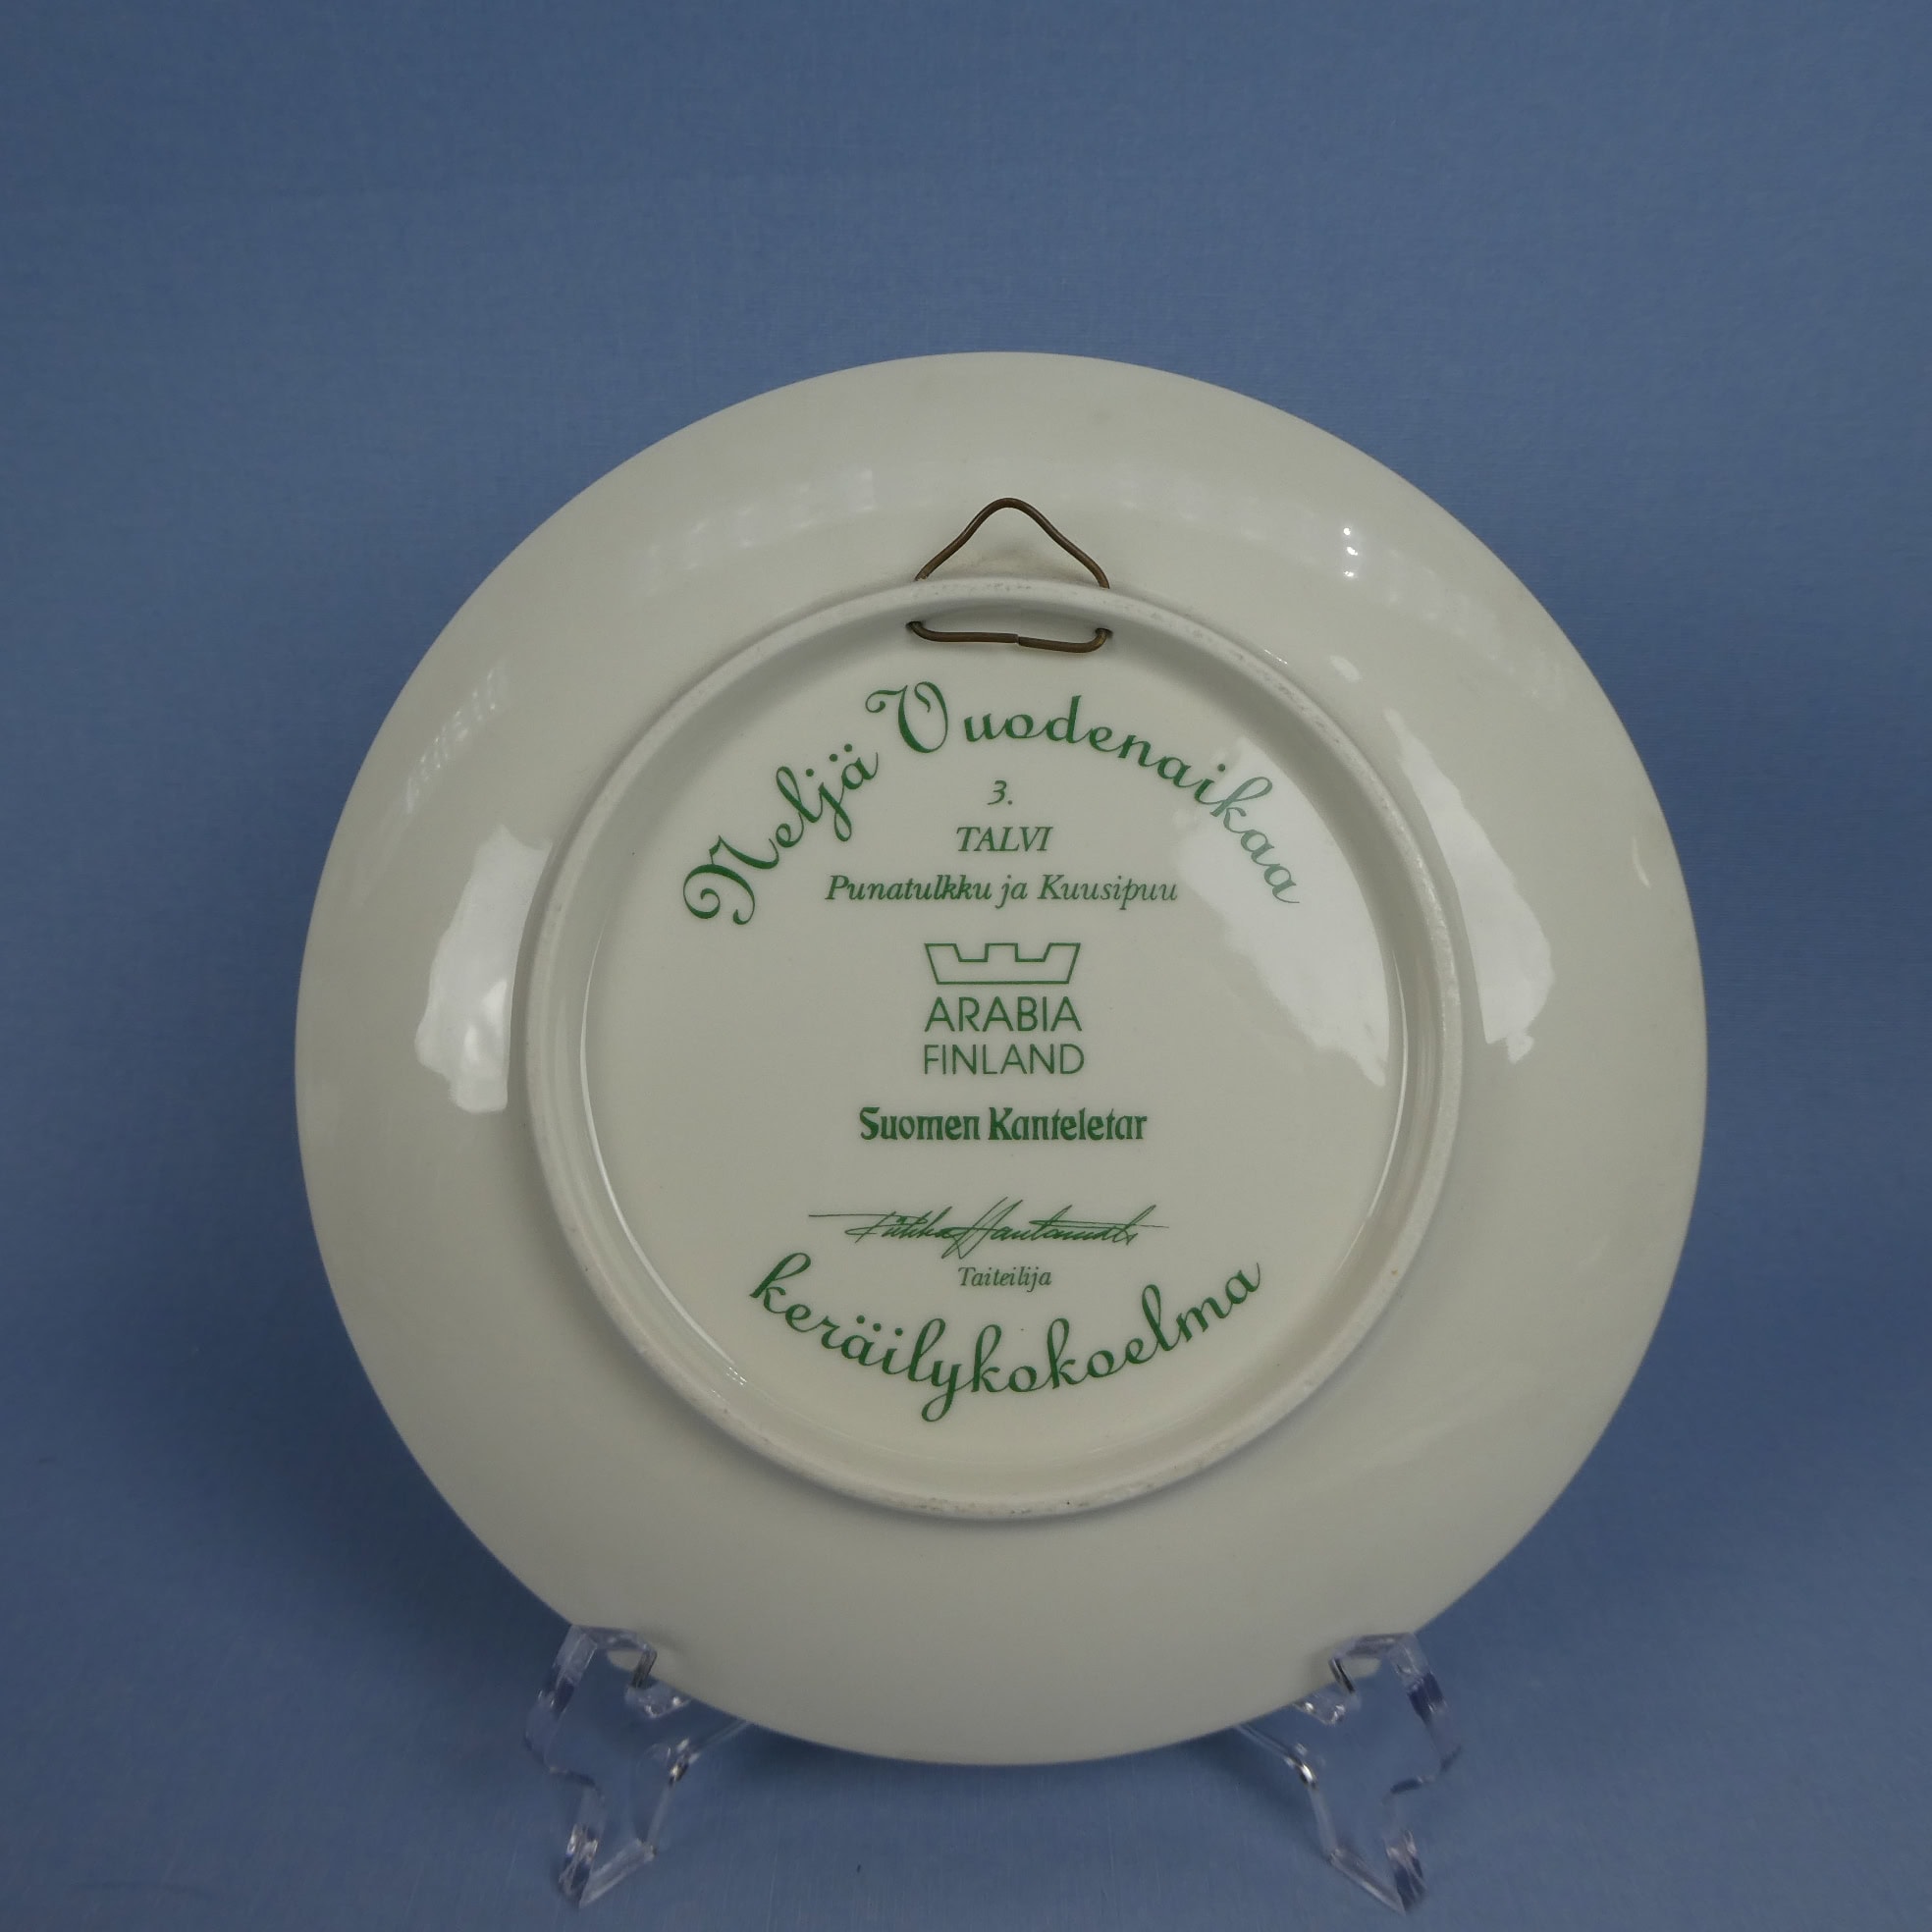 Neljä Vuodenaikaa
3.
TALVI
Punatulkku ja Kuusipuu
ARABIA
FINLAND
Suomen Kanteletar
Taiteilija
keräilykokoelma